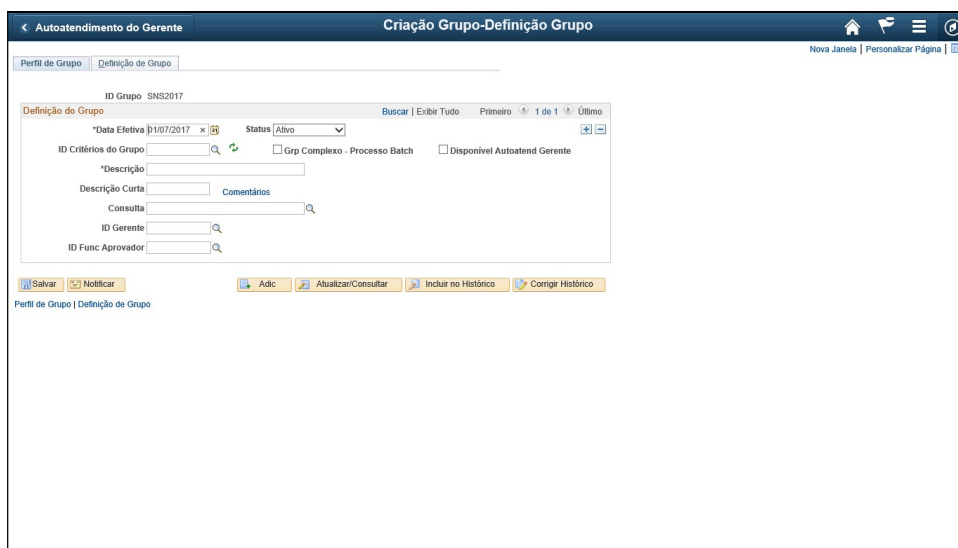 Autoatendimento do Gerente Criação Grupo-Definição Grupo
Nova Janela | Personalizar Página |
Perfil de Grupo Definição de Grupo
ID Grupo SNS2017
Definição do Grupo Buscar | Exibir Tudo Primeiro 1 de 1 Último
*Data Efetiva 01/07/2017 Status Ativo
ID Critérios do Grupo Grp Complexo - Processo Batch Disponível Autoatend Gerente
*Descrição
Descrição Curta Comentários
Consulta
ID Gerente
ID Func Aprovador
Salvar Notificar Adic Atualizar/Consultar Incluir no Histórico Corrigir Histórico
Perfil de Grupo | Definição de Grupo